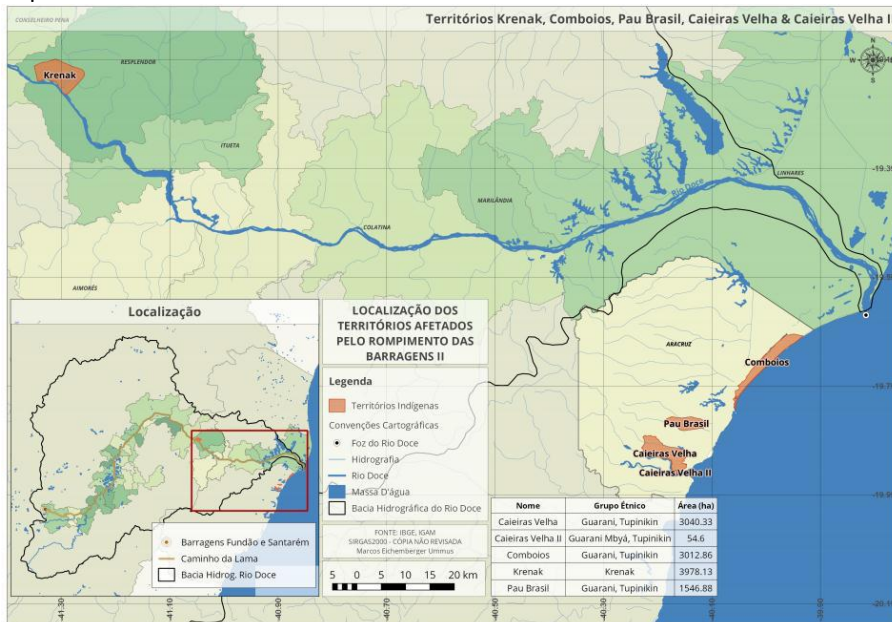 Territórios Krenak, Comboios, Pau Brasil, Caieiras Velha & Caieiras Velha I
CONSELHEIRO PENA
RESPLENDOR
Krenak
ITUETA
N
W
E
S
-19.39
LINHARES
Rio Doce
MARILÂNDIA
COLATINA
AIMORÉS
ARACRUZ
Comboios
-19.79
Pau Brasil
Caieiras Velha
Caieiras Velha II
Localização
Barragens Fundão e Santarém
Caminho da Lama
Bacia Hidrog. Rio Doce
LOCALIZAÇÃO DOS
TERRITÓRIOS AFETADOS
PELO ROMPIMENTO DAS
BARRAGENS II
Legenda
Territórios Indígenas
Convenções Cartográficas
Foz do Rio Doce
Hidrografia
Rio Doce
Massa D'água
Bacia Hidrográfica do Rio Doce
FONTE: IBGE, IGAM
SIRGAS2000 - CÓPIA NÃO REVISADA
Marcos Eichemberger Ummus
5 0 5 10 15 20 km
Nome Grupo Étnico Área (ha)
Caieiras Velha Guarani, Tupinikin 3040.33
Caieiras Velha II Guarani Mbyá, Tupinikin 54.6
Comboios Guarani, Tupinikin 3012.86
Krenak Krenak 3978.13
Pau Brasil Guarani, Tupinikin 1546.88
-41.30 -41.10 -40.90 -40.50